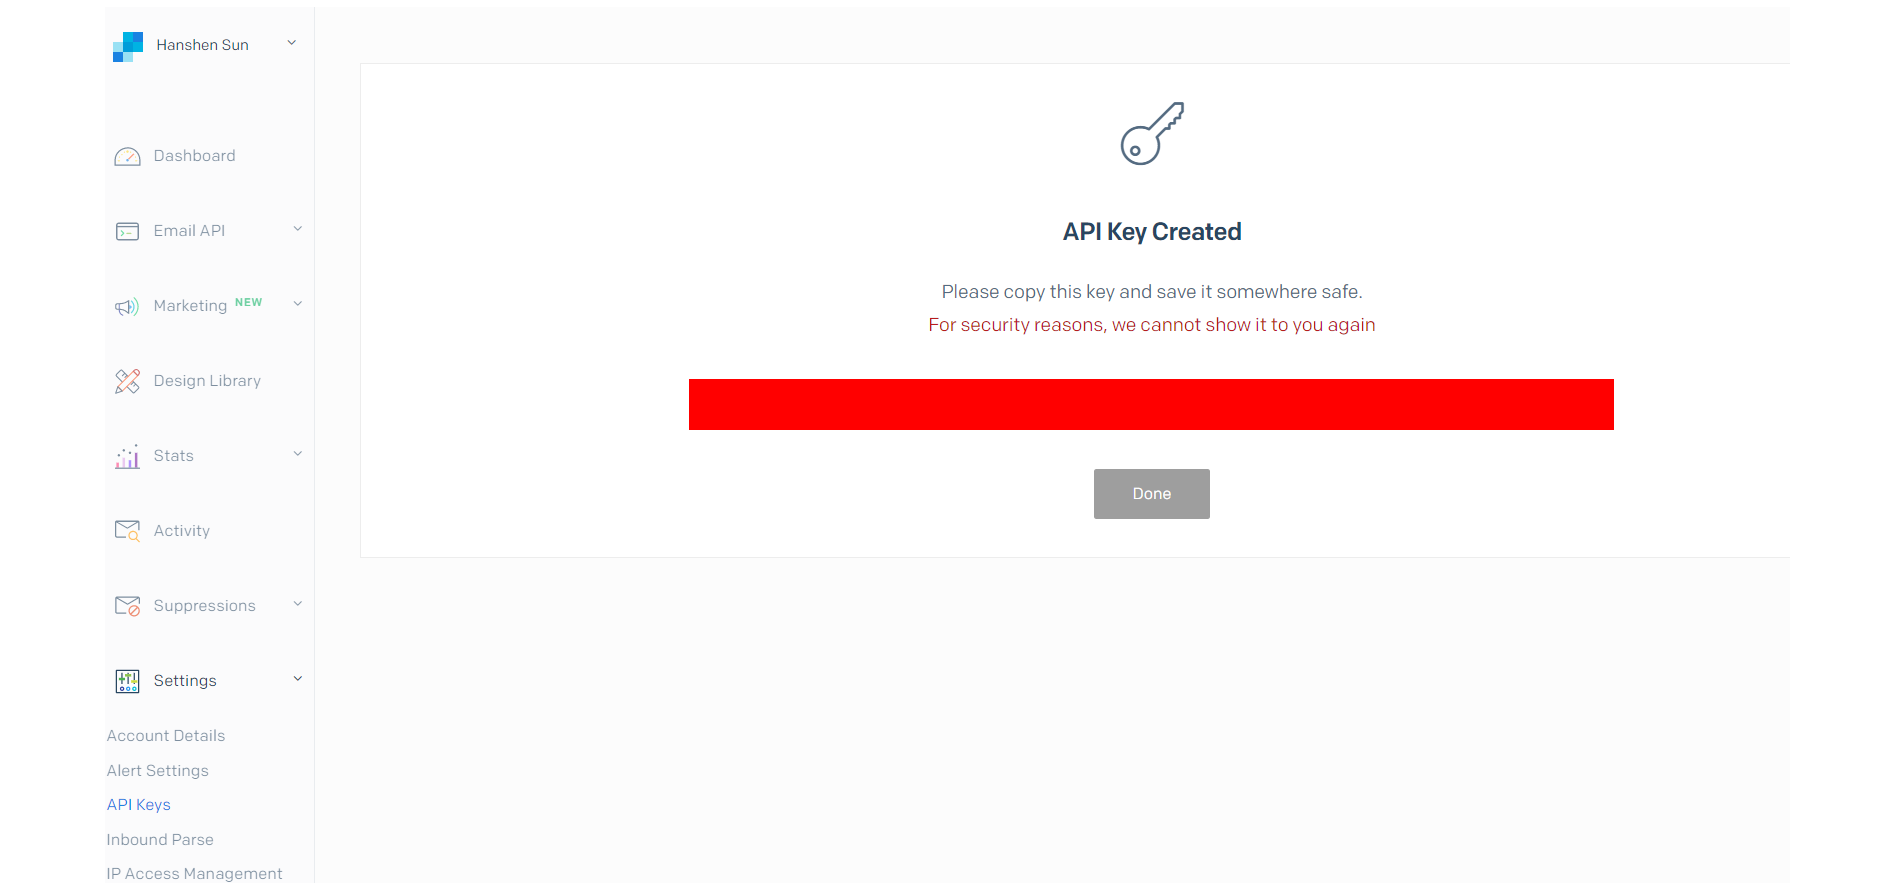 Hanshen Sun
Dashboard
Email API
Marketing NEW
Design Library
Stats
Activity
Suppressions
Settings
Account Details
Alert Settings
API Keys
Inbound Parse
IP Access Management
API Key Created
Please copy this key and save it somewhere safe.
For security reasons, we cannot show it to you again
Done